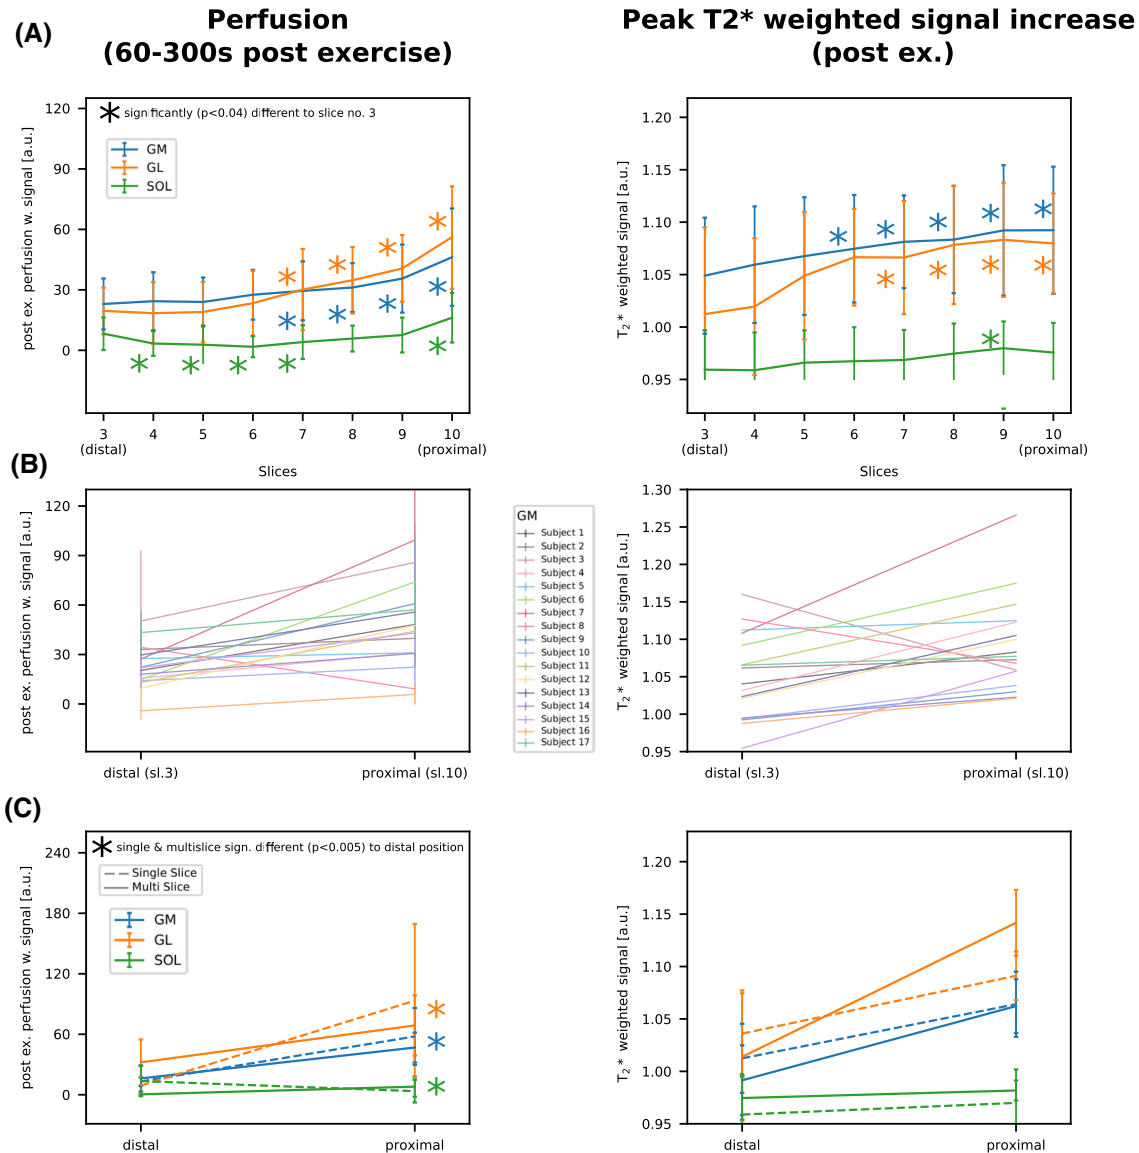 (A)
Perfusion
(60-300s post exercise)
Peak T2* weighted signal increase
(post ex.)
post ex. perfusion w. signal [a.u.]
120
90
60
30
0
significantly (p<0.04) different to slice no. 3
GM
GL
SOL
3
(distal)
4
5
6
7
8
9
10
(proximal)
Slices
T2* weighted signal [a.u.]
1.20
1.15
1.10
1.05
1.00
0.95
3
(distal)
4
5
6
7
8
9
10
(proximal)
Slices
(B)
post ex. perfusion w. signal [a.u.]
120
90
60
30
0
distal (sl.3)
proximal (sl.10)
GM
Subject 1
Subject 2
Subject 3
Subject 4
Subject 5
Subject 6
Subject 7
Subject 8
Subject 9
Subject 10
Subject 11
Subject 12
Subject 13
Subject 14
Subject 15
Subject 16
Subject 17
T2* weighted signal [a.u.]
1.30
1.25
1.20
1.15
1.10
1.05
1.00
0.95
distal (sl.3)
proximal (sl.10)
(C)
post ex. perfusion w. signal [a.u.]
240
180
120
60
0
single & multislice sign. different (p<0.005) to distal position
Single Slice
Multi Slice
GM
GL
SOL
distal
proximal
T2* weighted signal [a.u.]
1.20
1.15
1.10
1.05
1.00
0.95
distal
proximal